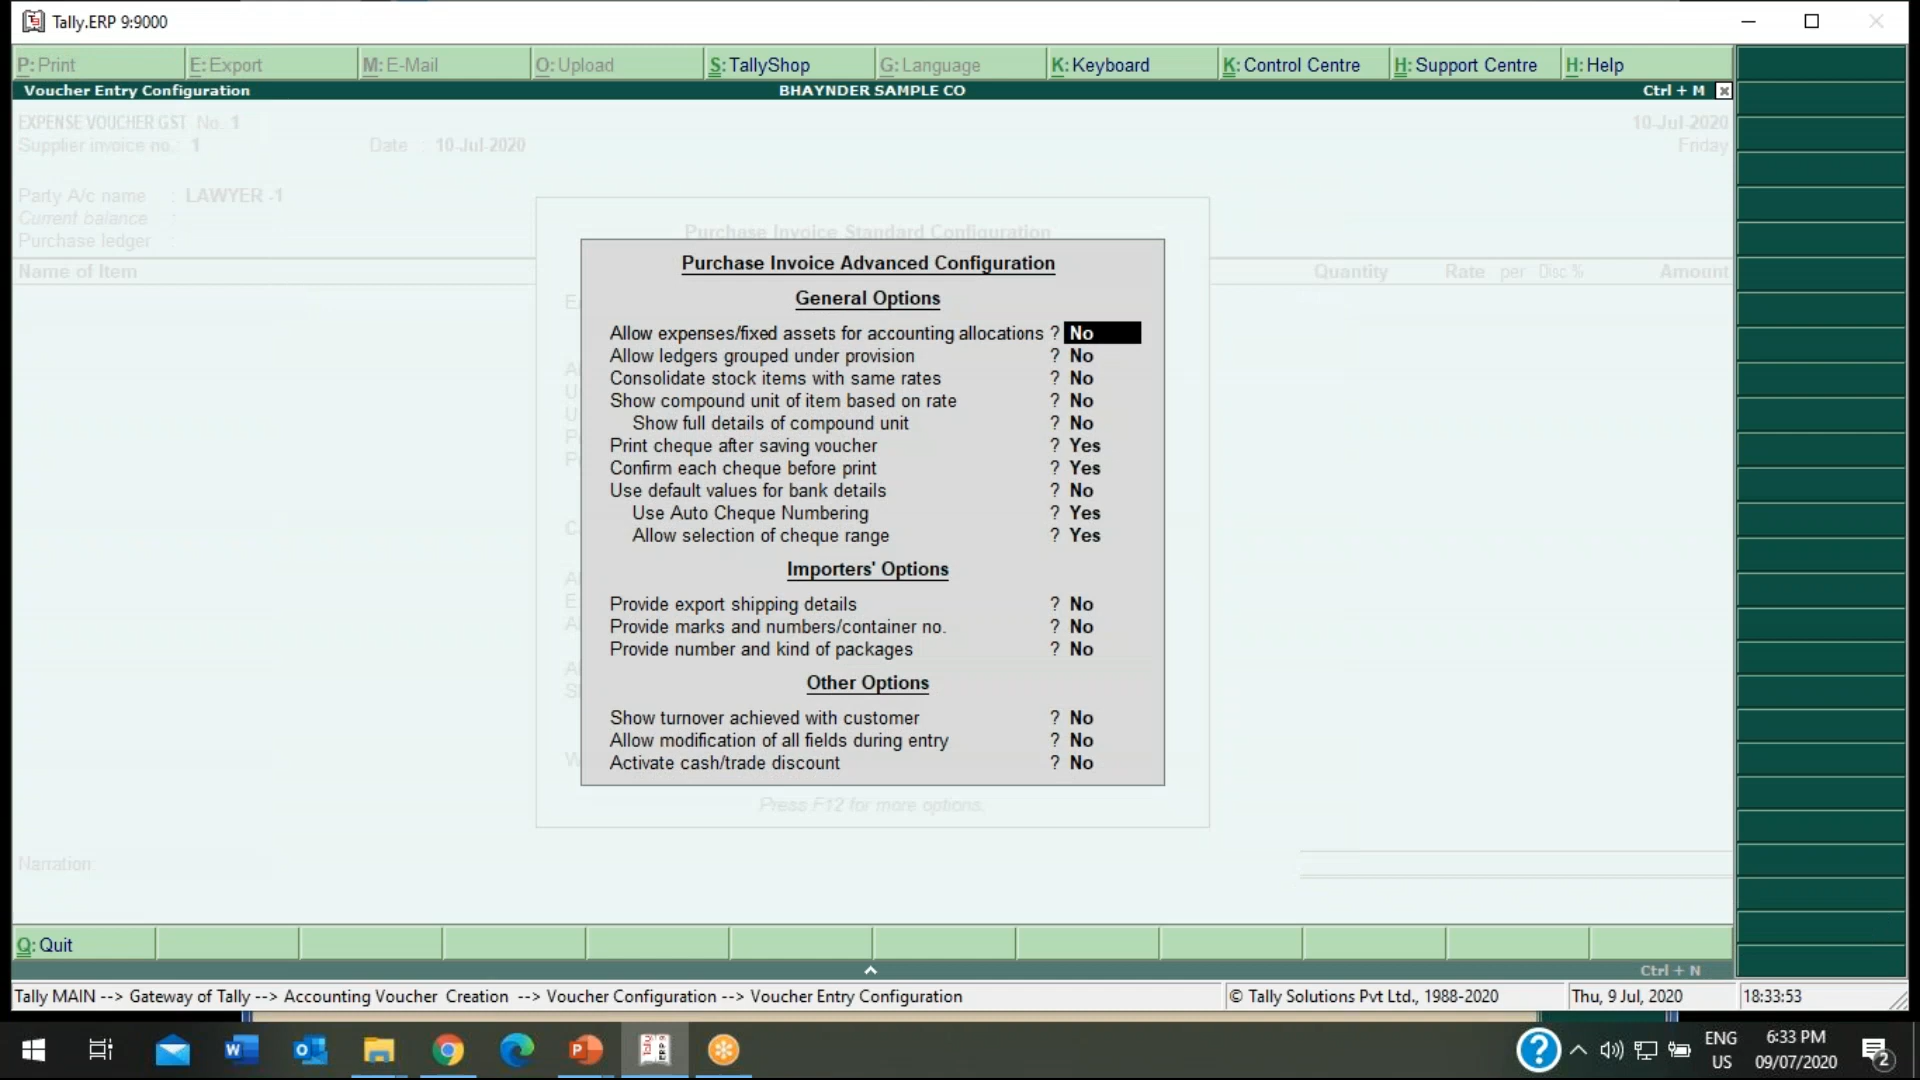 Tally.ERP 9:9000
P: Print E: Export M: E-Mail O: Upload S: TallyShop G: Language K: Keyboard K: Control Centre H: Support Centre H: Help
Voucher Entry Configuration BHAYNDER SAMPLE CO Ctrl + M
EXPENSE VOUCHER GST No. 1 10-Jul-2020
Supplier invoice no.: 1 Date : 10-Jul-2020 Friday
Party A/c name : LAWYER -1
Current balance :
Purchase ledger :
Purchase Invoice Standard Configuration
Name of Item Quantity Rate per Disc % Amount
Purchase Invoice Advanced Configuration
General Options
Allow expenses/fixed assets for accounting allocations ? No
Allow ledgers grouped under provision ? No
Consolidate stock items with same rates ? No
Show compound unit of item based on rate ? No
Show full details of compound unit ? No
Print cheque after saving voucher ? Yes
Confirm each cheque before print ? Yes
Use default values for bank details ? No
Use Auto Cheque Numbering ? Yes
Allow selection of cheque range ? Yes
Importers' Options
Provide export shipping details ? No
Provide marks and numbers/container no. ? No
Provide number and kind of packages ? No
Other Options
Show turnover achieved with customer ? No
Allow modification of all fields during entry ? No
Activate cash/trade discount ? No
Press F12 for more options.
Narration:
Q: Quit
Ctrl + N
Tally MAIN --> Gateway of Tally --> Accounting Voucher Creation --> Voucher Configuration --> Voucher Entry Configuration © Tally Solutions Pvt Ltd., 1988-2020 Thu, 9 Jul, 2020 18:33:53
ENG 6:33 PM
US 09/07/2020 2